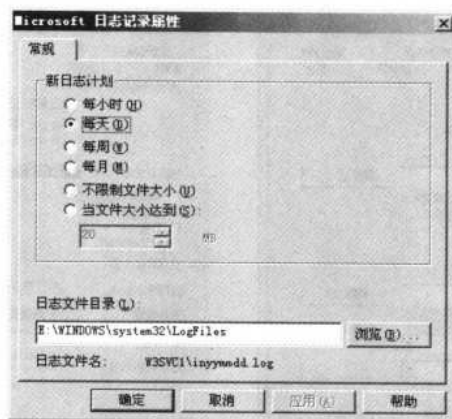 Microsoft 日志记录属性
常规
新日志计划
每小时(H)
每天(D)
每周(W)
每月(M)
不限制文件大小(U)
当文件大小达到(S):
20 MB
日志文件目录(L):
E:\WINDOWS\system32\LogFiles 浏览(R)...
日志文件名: W3SVC1\inyymmdd.log
确定 取消 应用(A) 帮助